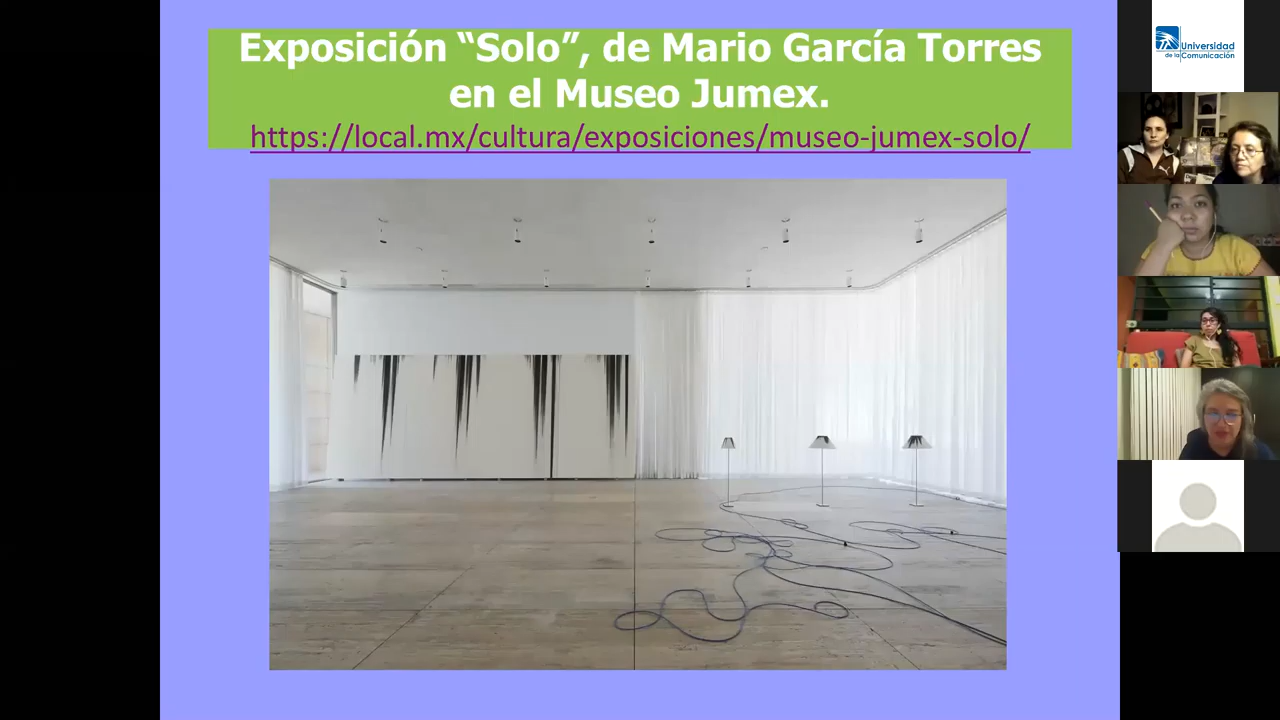 Exposición “Solo”, de Mario García Torres
en el Museo Jumex.
https://local.mx/cultura/exposiciones/museo-jumex-solo/
Universidad
de la Comunicación